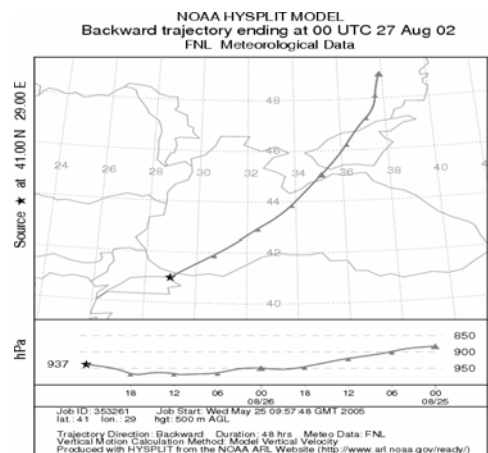 NOAA HYSPLIT MODEL
Backward trajectory ending at 00 UTC 27 Aug 02
FNL Meteorological Data
Source ★ at 41.00 N 29.00 E
48
46
44
42
40
24
26
28
30
32
34
36
38
40
hPa
937
850
900
950
18
12
06
00
18
12
06
00
08/26
08/25
Job ID: 353261 Job Start: Wed May 25 09:57:48 GMT 2005
lat.: 41 lon.: 29 hgt: 500 m AGL
Trajectory Direction: Backward Duration: 48 hrs Meteo Data: FNL
Vertical Motion Calculation Method: Model Vertical Velocity
Produced with HYSPLIT from the NOAA ARL Website (http://www.arl.noaa.gov/ready/)